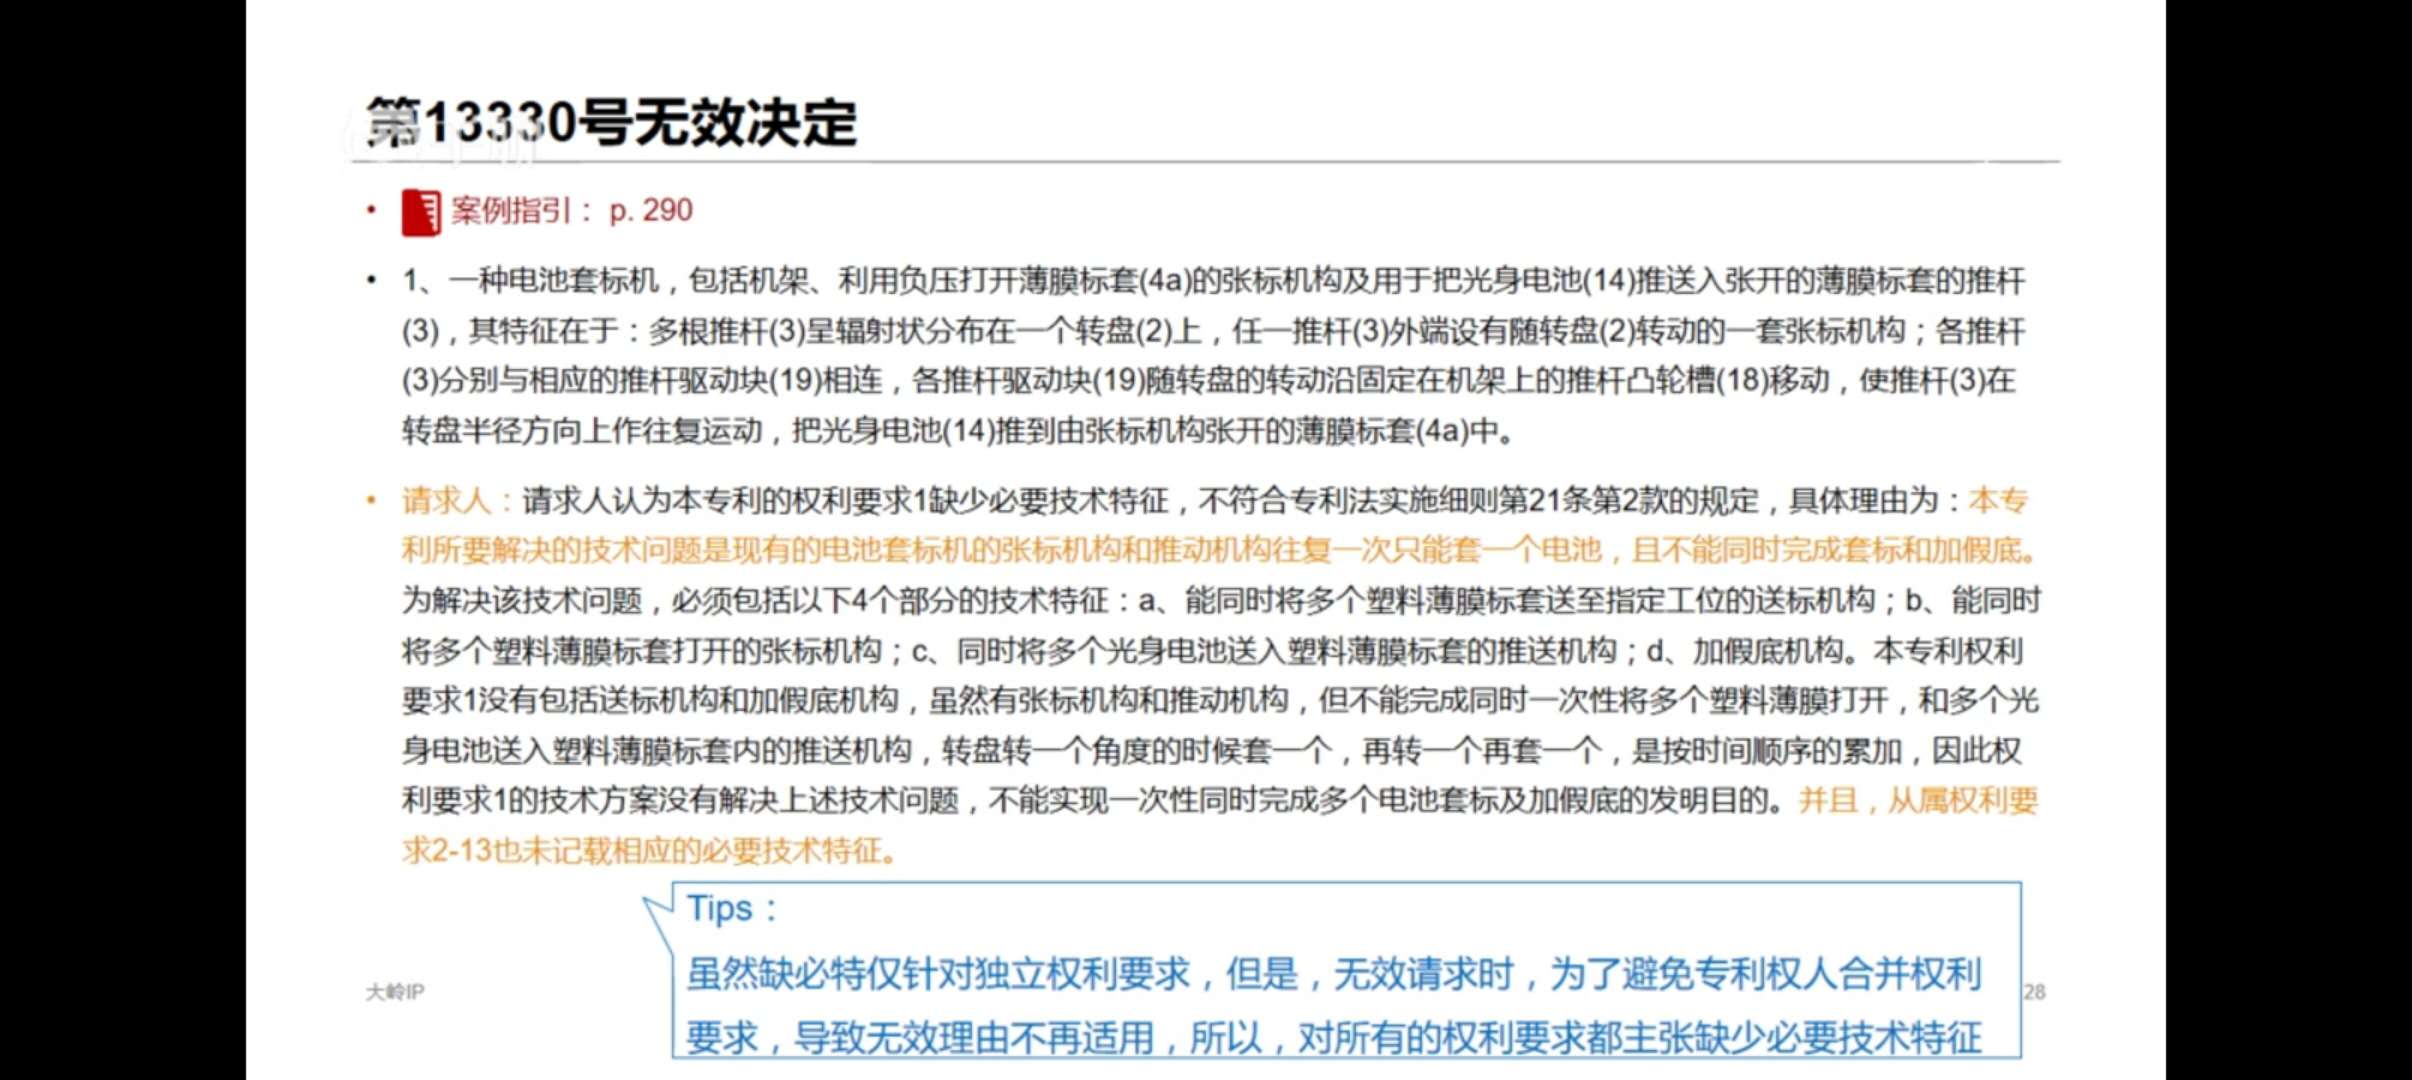 第13330号无效决定
• 案例指引： p. 290
• 1、一种电池套标机，包括机架、利用负压打开薄膜标套(4a)的张标机构及用于把光身电池(14)推送入张开的薄膜标套的推杆
(3)，其特征在于：多根推杆(3)呈辐射状分布在一个转盘(2)上，任一推杆(3)外端设有随转盘(2)转动的一套张标机构；各推杆
(3)分别与相应的推杆驱动块(19)相连，各推杆驱动块(19)随转盘的转动沿固定在机架上的推杆凸轮槽(18)移动，使推杆(3)在
转盘半径方向上作往复运动，把光身电池(14)推到由张标机构张开的薄膜标套(4a)中。
• 请求人：请求人认为本专利的权利要求1缺少必要技术特征，不符合专利法实施细则第21条第2款的规定，具体理由为：本专
利所要解决的技术问题是现有的电池套标机的张标机构和推动机构往复一次只能套一个电池，且不能同时完成套标和加假底。
为解决该技术问题，必须包括以下4个部分的技术特征：a、能同时将多个塑料薄膜标套送至指定工位的送标机构；b、能同时
将多个塑料薄膜标套打开的张标机构；c、同时将多个光身电池送入塑料薄膜标套的推送机构；d、加假底机构。本专利权利
要求1没有包括送标机构和加假底机构，虽然有张标机构和推动机构，但不能完成同时一次性将多个塑料薄膜打开，和多个光
身电池送入塑料薄膜标套内的推送机构，转盘转一个角度的时候套一个，再转一个再套一个，是按时间顺序的累加，因此权
利要求1的技术方案没有解决上述技术问题，不能实现一次性同时完成多个电池套标及加假底的发明目的。并且，从属权利要
求2-13也未记载相应的必要技术特征。
Tips：
虽然缺必特仅针对独立权利要求，但是，无效请求时，为了避免专利权人合并权利
要求，导致无效理由不再适用，所以，对所有的权利要求都主张缺少必要技术特征
大岭IP
28